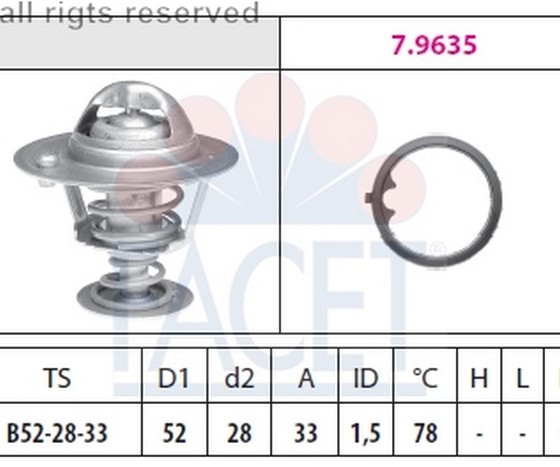 all rigts reserved
7.9635
FACET
®
TS D1 d2 A ID °C H L
B52-28-33 52 28 33 1,5 78 - -